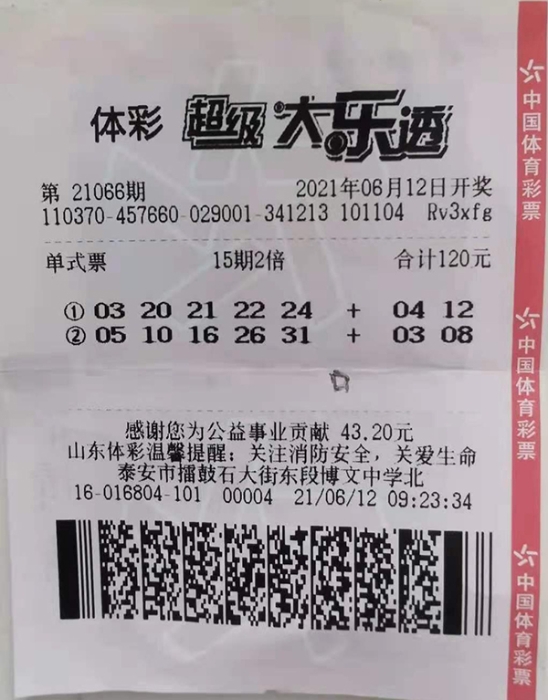 体彩 超级大乐透
第 21066期 2021年06月12日开奖
110370-457660-029001-341213 101104 Rv3xfg
单式票 15期2倍 合计120元
① 03 20 21 22 24 + 04 12
② 05 10 16 26 31 + 03 08
感谢您为公益事业贡献 43.20元
山东体彩温馨提醒：关注消防安全，关爱生命
泰安市擂鼓石大街东段博文中学北
16-016804-101 00004 21/06/12 09:23:34
中国体育彩票
中国体育彩票
中国体育彩票